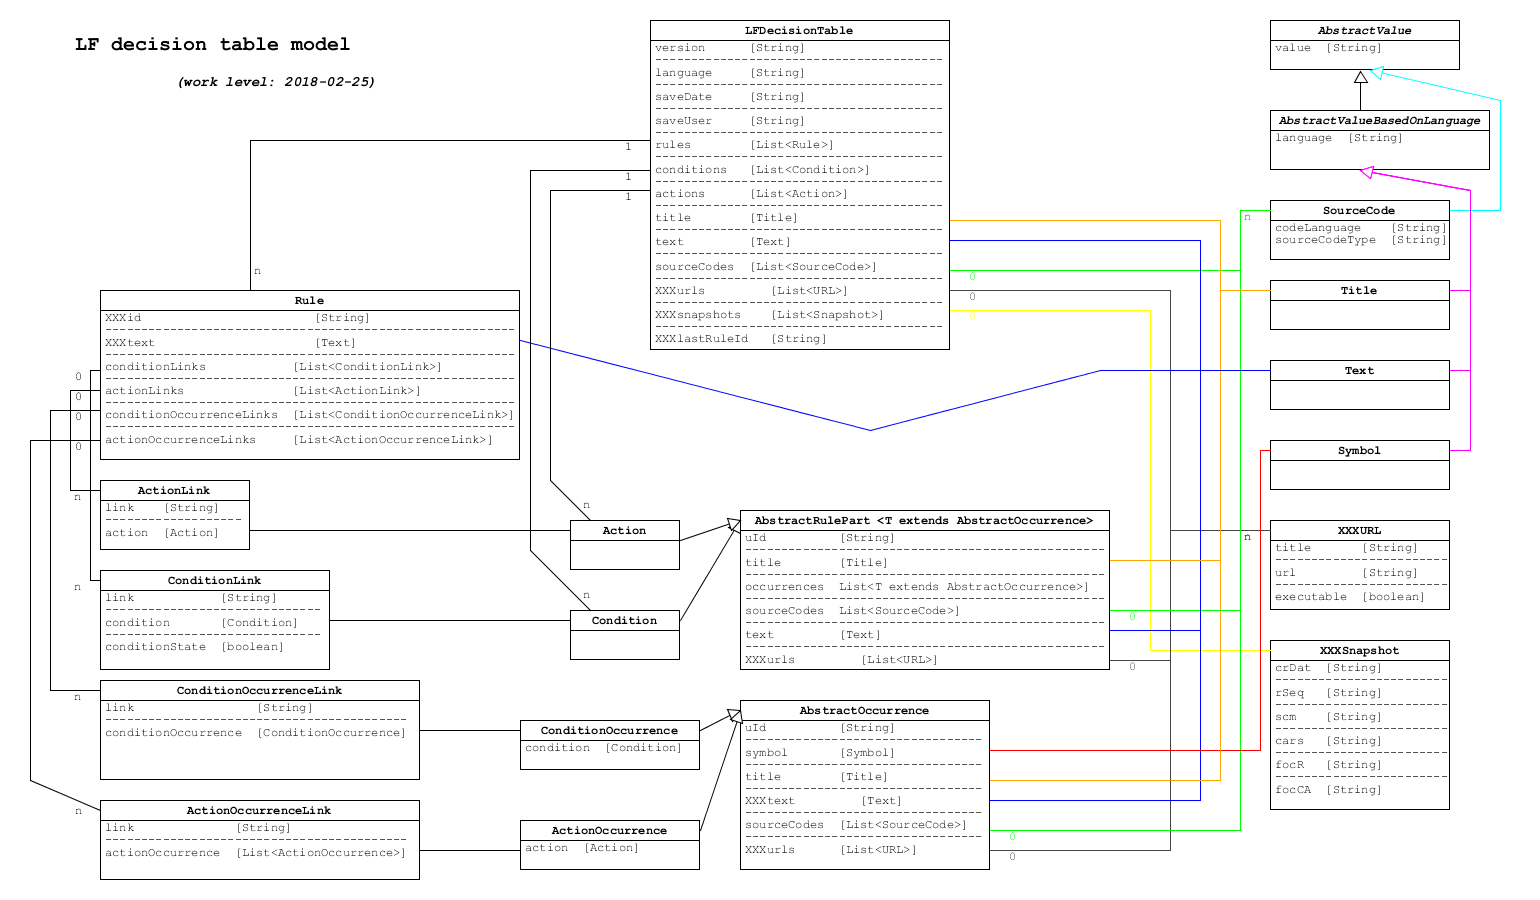 LF decision table model
(work level: 2018-02-25)
LFDecisionTable
version [String]
language [String]
saveDate [String]
saveUser [String]
rules [List<Rule>]
conditions [List<Condition>]
actions [List<Action>]
title [Title]
text [Text]
sourceCodes [List<SourceCode>]
XXXurls [List<URL>]
XXXsnapshots [List<Snapshot>]
XXXlastRuleId [String]
1
1
1
n
0
0
0
AbstractValue
value [String]
AbstractValueBasedOnLanguage
language [String]
SourceCode
codeLanguage [String]
sourceCodeType [String]
n
Title
Text
Symbol
XXXURL
title [String]
url [String]
executable [boolean]
n
XXXSnapshot
crDat [String]
rSeq [String]
scm [String]
cars [String]
focR [String]
focCA [String]
Rule
XXXid [String]
XXXtext [Text]
conditionLinks [List<ConditionLink>]
actionLinks [List<ActionLink>]
conditionOccurrenceLinks [List<ConditionOccurrenceLink>]
actionOccurrenceLinks [List<ActionOccurrenceLink>]
0
0
0
0
ActionLink
link [String]
action [Action]
n
ConditionLink
link [String]
condition [Condition]
conditionState [boolean]
n
ConditionOccurrenceLink
link [String]
conditionOccurrence [ConditionOccurrence]
n
ActionOccurrenceLink
link [String]
actionOccurrence [List<ActionOccurrence>]
n
n
Action
n
Condition
ConditionOccurrence
condition [Condition]
ActionOccurrence
action [Action]
AbstractRulePart <T extends AbstractOccurrence>
uId [String]
title [Title]
occurrences List<T extends AbstractOccurrence>]
sourceCodes List<SourceCode>]
text [Text]
XXXurls [List<URL>]
0
0
AbstractOccurrence
uId [String]
symbol [Symbol]
title [Title]
XXXtext [Text]
sourceCodes [List<SourceCode>]
XXXurls [List<URL>]
0
0